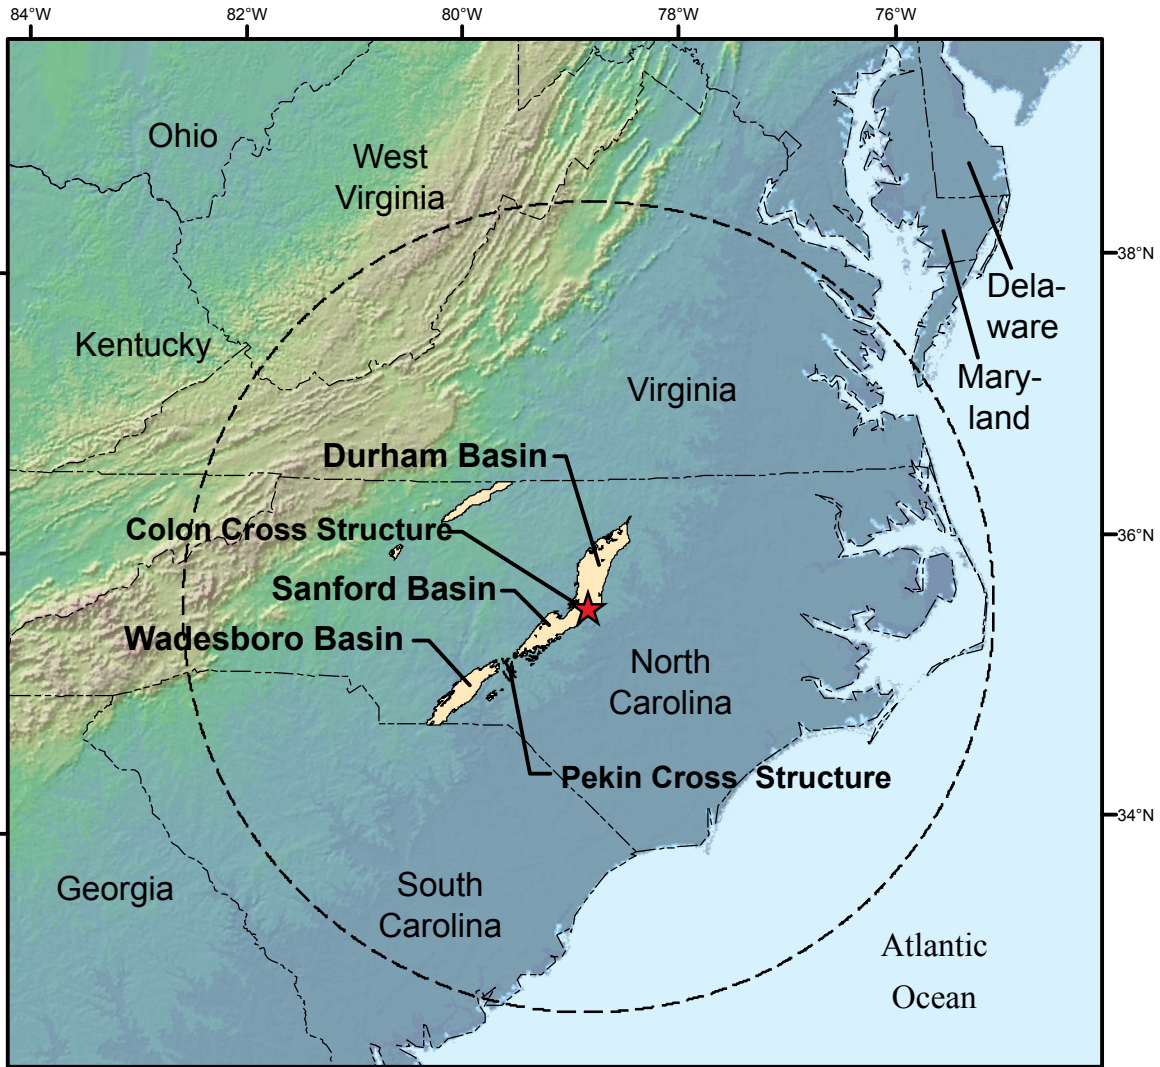 84°W
82°W
80°W
78°W
76°W
Ohio
West
Virginia
38°N
Dela-
ware
Kentucky
Mary-
land
Virginia
Durham Basin
Colon Cross Structure
36°N
Sanford Basin
Wadesboro Basin
North
Carolina
Pekin Cross Structure
34°N
Georgia
South
Carolina
Atlantic
Ocean